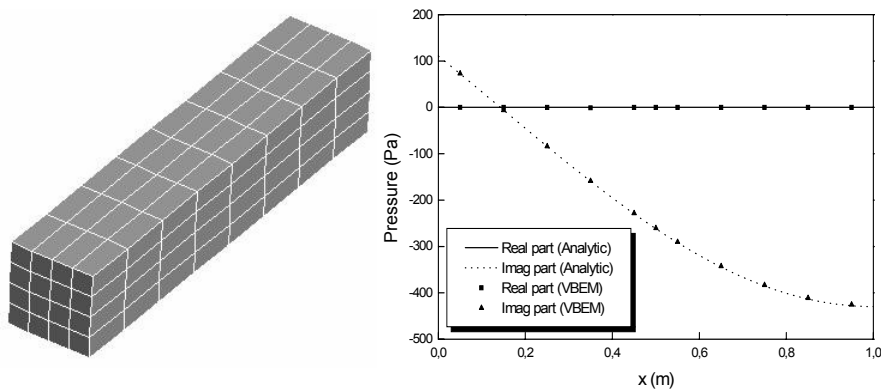 200
100
0
-100
-200
-300
-400
-500
Pressure (Pa)
Real part (Analytic)
Imag part (Analytic)
Real part (VBEM)
Imag part (VBEM)
0,0 0,2 0,4 0,6 0,8 1,0
x (m)